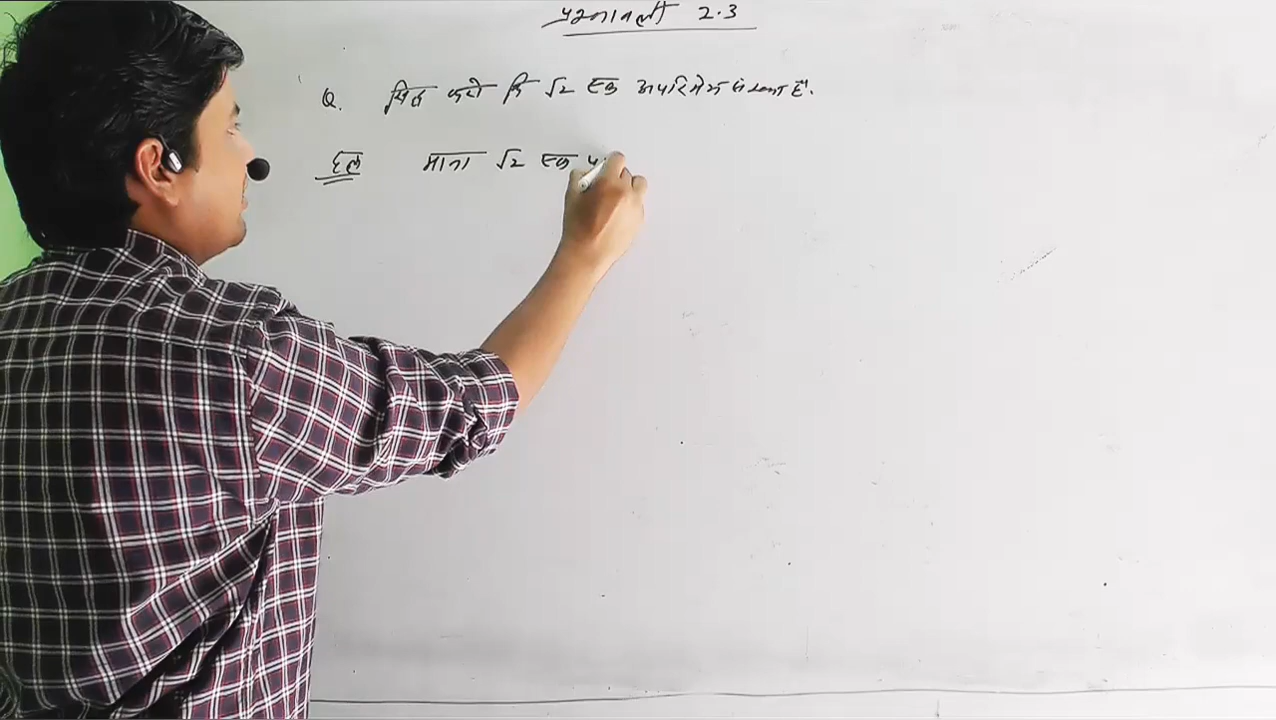 प्रश्नावली 2.3
Q. सिद्ध करो कि √2 एक अपरिमेय संख्या है.
हल माना √2 एक प